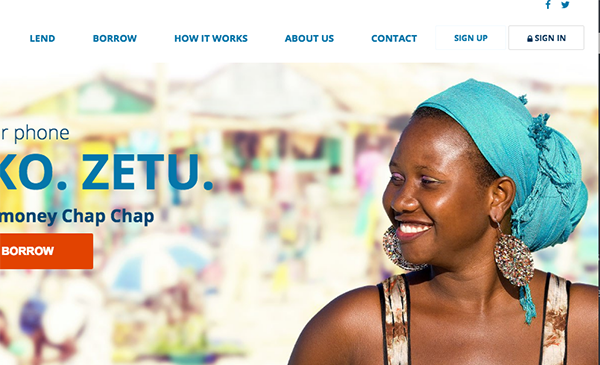 LEND BORROW HOW IT WORKS ABOUT US CONTACT SIGN UP SIGN IN
r phone
KO. ZETU.
money Chap Chap
BORROW